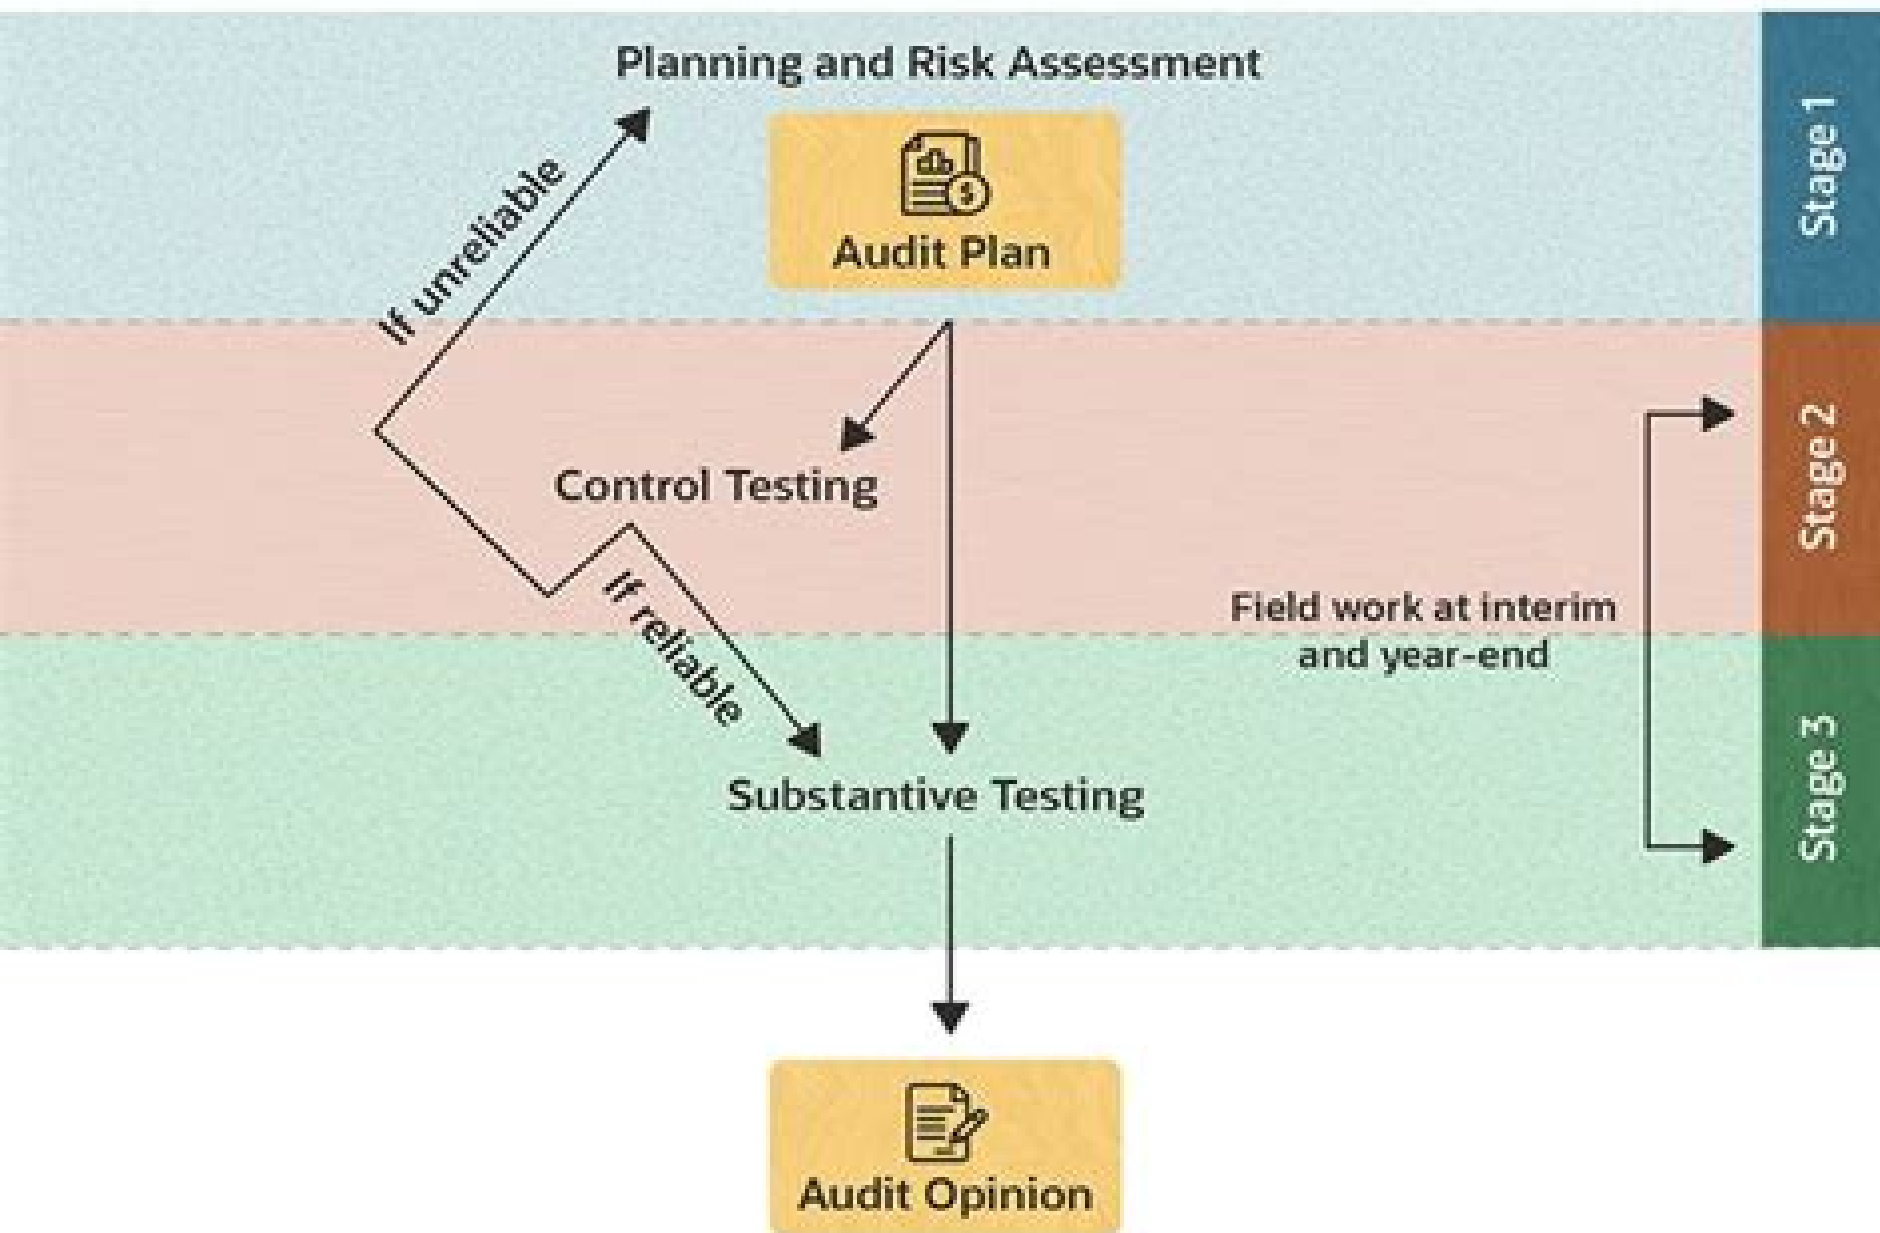 Planning and Risk Assessment
Stage 1
If unreliable
$
Audit Plan
Stage 2
Control Testing
If reliable
Field work at interim
and year-end
Stage 3
Substantive Testing
Audit Opinion